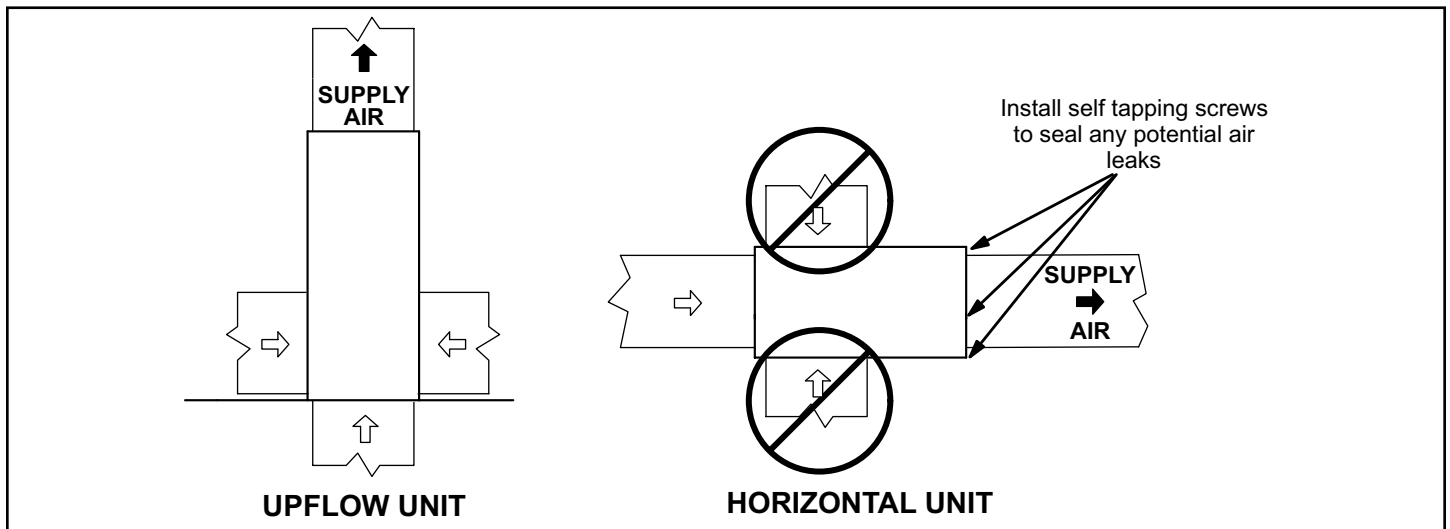 SUPPLY
AIR
UPFLOW UNIT
Install self tapping screws
to seal any potential air
leaks
SUPPLY
AIR
HORIZONTAL UNIT